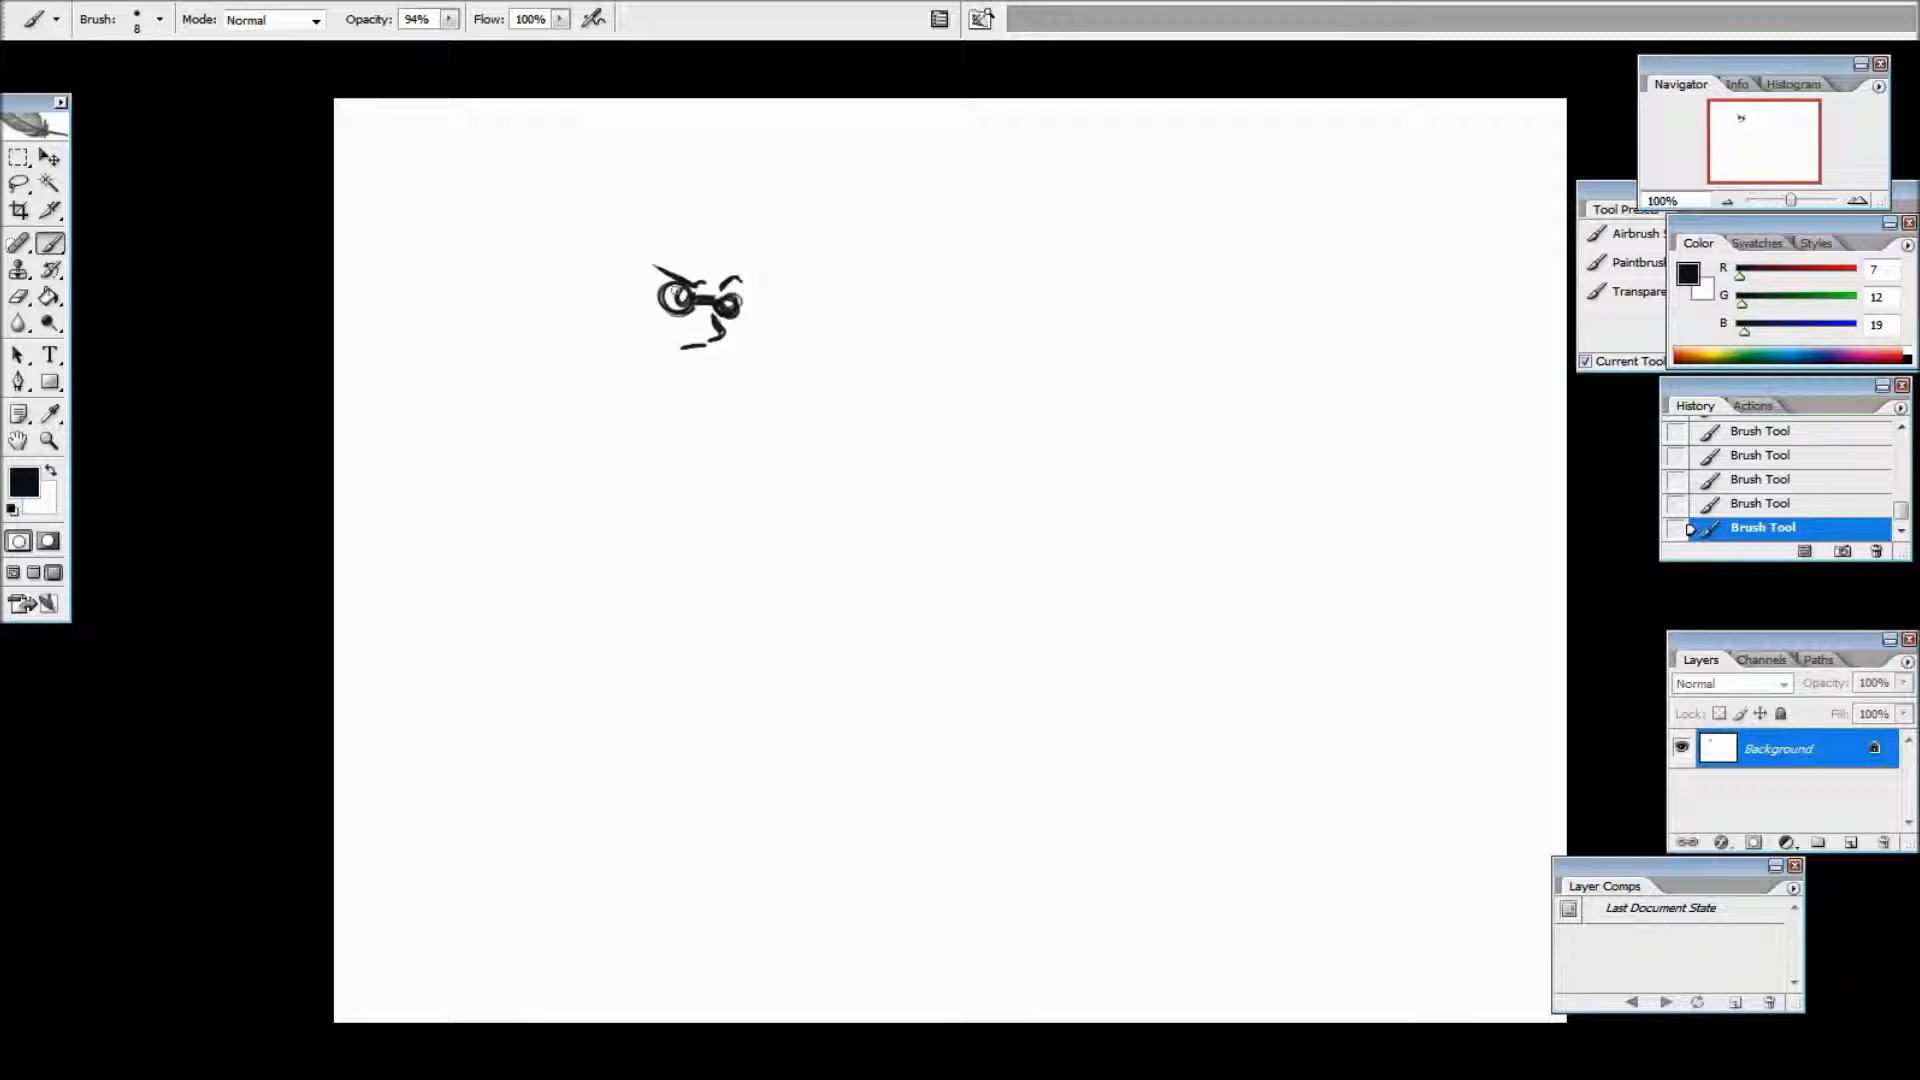 Brush: 8 Mode: Normal Opacity: 94% Flow: 100%
Navigator Info Histogram
100%
Tool Pres
Airbrush
Paintbrush
Transpare
Current Tool
Color Swatches Styles
R 7
G 12
B 19
History Actions
Brush Tool
Brush Tool
Brush Tool
Brush Tool
Brush Tool
Layers Channels Paths
Normal Opacity: 100%
Lock: Fill: 100%
Background
Layer Comps
Last Document State